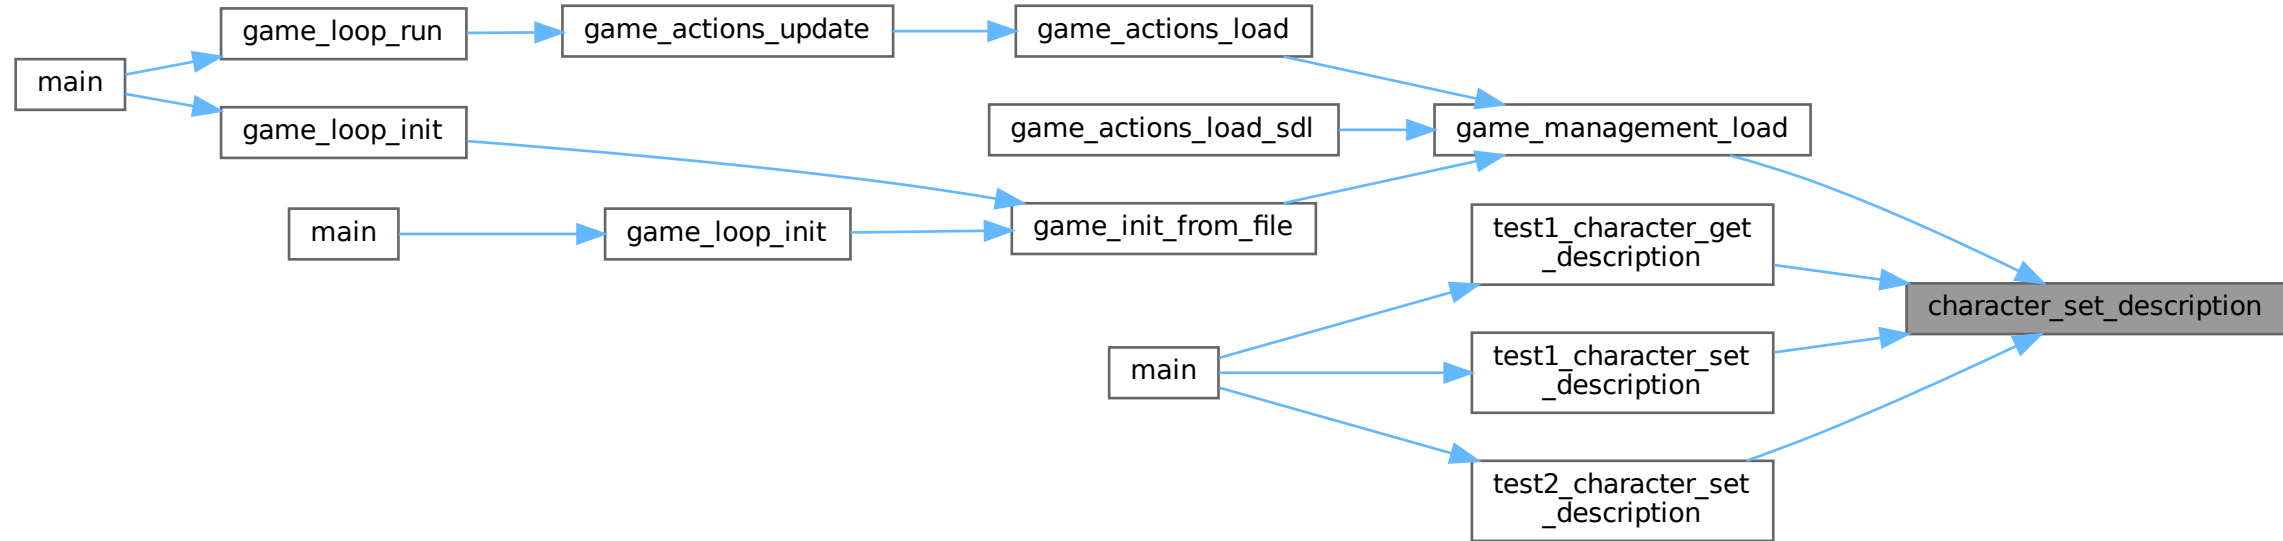 main
game_loop_run
game_actions_update
game_actions_load
game_loop_init
game_actions_load_sdl
game_management_load
main
game_loop_init
game_init_from_file
test1_character_get
_description
character_set_description
main
test1_character_set
_description
test2_character_set
_description